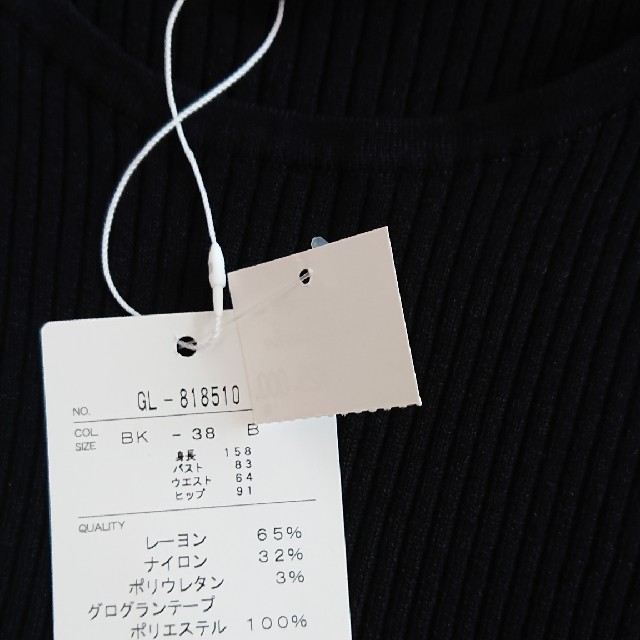 NO. GL-818510
COL. SIZE BK -38 B
身長 158
バスト 83
ウエスト 64
ヒップ 91
QUALITY
レーヨン 65%
ナイロン 32%
ポリウレタン 3%
グログランテープ
ポリエステル 100%